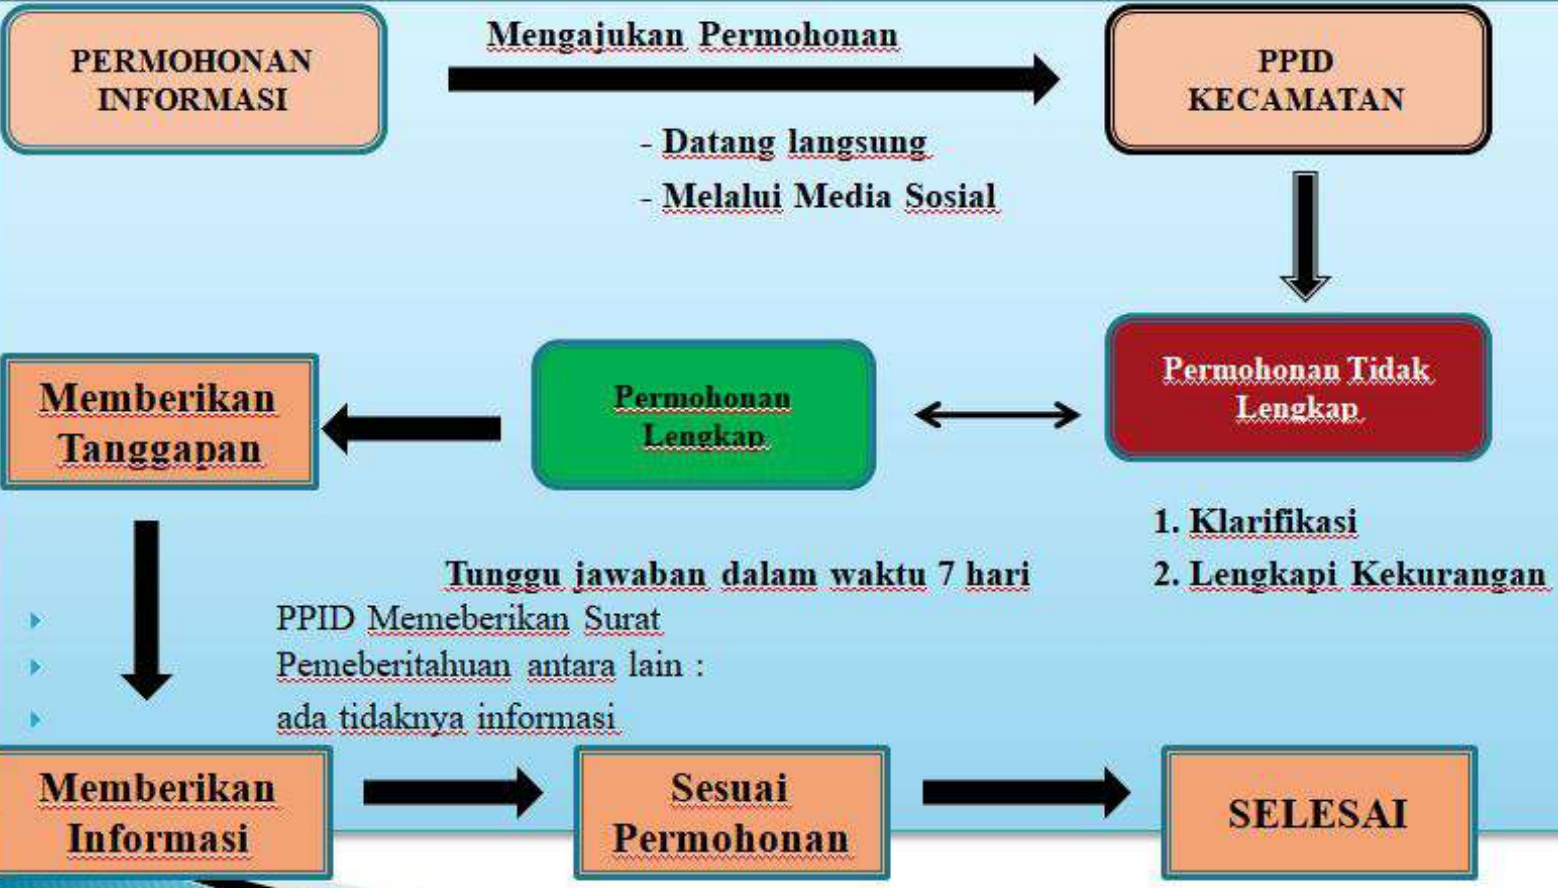 PERMOHONAN
INFORMASI
Mengajukan Permohonan
- Datang langsung
- Melalui Media Sosial
PPID
KECAMATAN
Memberikan
Tanggapan
Permohonan
Lengkap
Permohonan Tidak
Lengkap
1. Klarifikasi
2. Lengkapi Kekurangan
Tunggu jawaban dalam waktu 7 hari
PPID Memeberikan Surat
Pemeberitahuan antara lain :
ada tidaknya informasi
Memberikan
Informasi
Sesuai
Permohonan
SELESAI